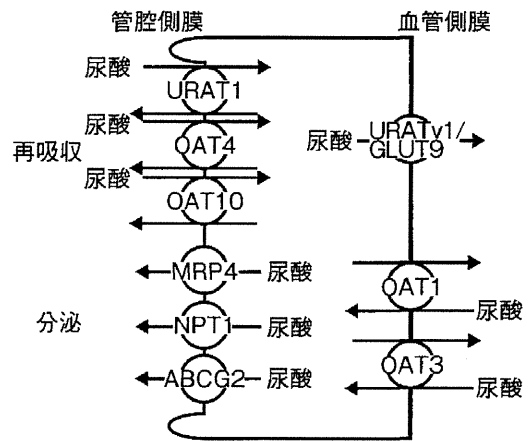 管腔側膜
血管側膜
尿酸
URAT1
尿酸
OAT4
再吸収
尿酸
OAT10
尿酸
URATv1/
GLUT9
MRP4
尿酸
分泌
NPT1
尿酸
ABCG2
尿酸
OAT1
尿酸
OAT3
尿酸